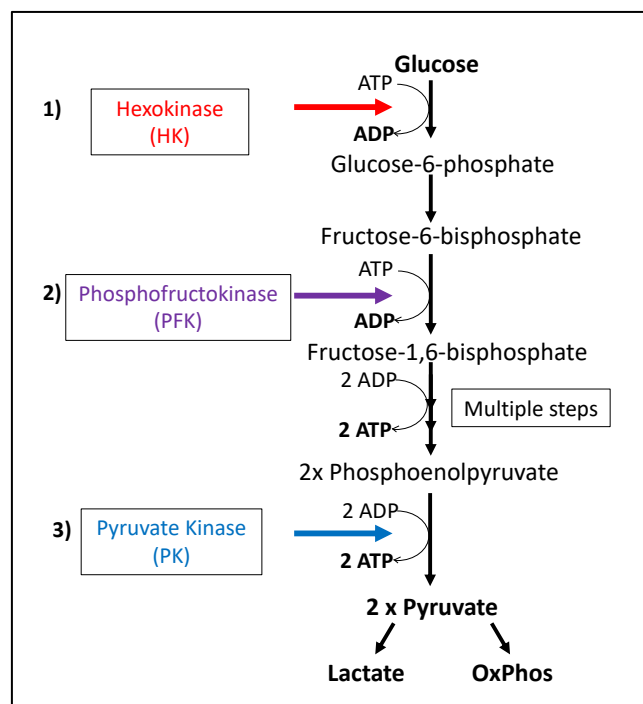 Glucose
ATP
1)
Hexokinase
(HK)
ADP
Glucose-6-phosphate
Fructose-6-bisphosphate
ATP
2)
Phosphofructokinase
(PFK)
ADP
Fructose-1,6-bisphosphate
2 ADP
Multiple steps
2 ATP
2x Phosphoenolpyruvate
2 ADP
3)
Pyruvate Kinase
(PK)
2 ATP
2 x Pyruvate
Lactate
OxPhos